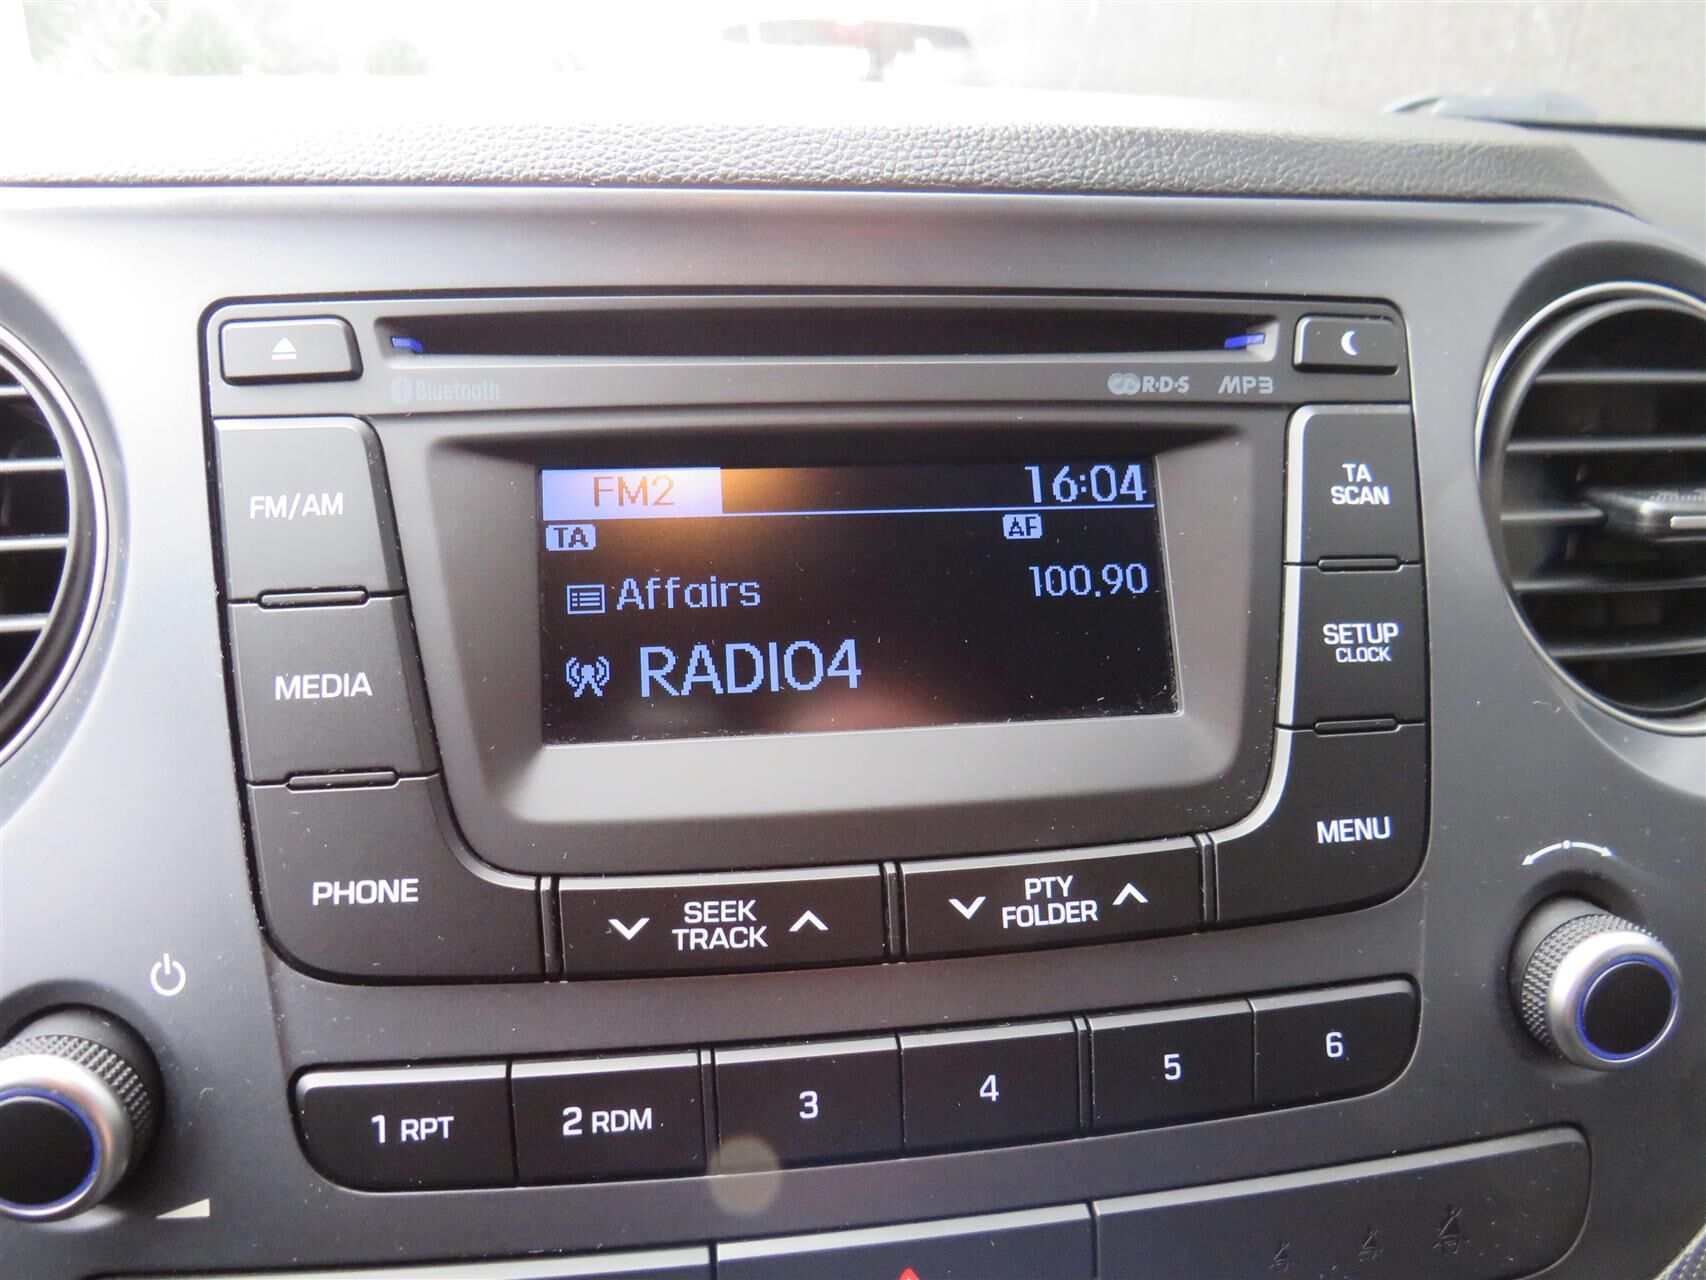 Bluetooth
R·D·S MP3
FM/AM
MEDIA
PHONE
FM2 16:04
TA AF
Affairs 100.90
RADIO4
TA
SCAN
SETUP
CLOCK
MENU
SEEK
TRACK
PTY
FOLDER
1 RPT 2 RDM 3 4 5 6